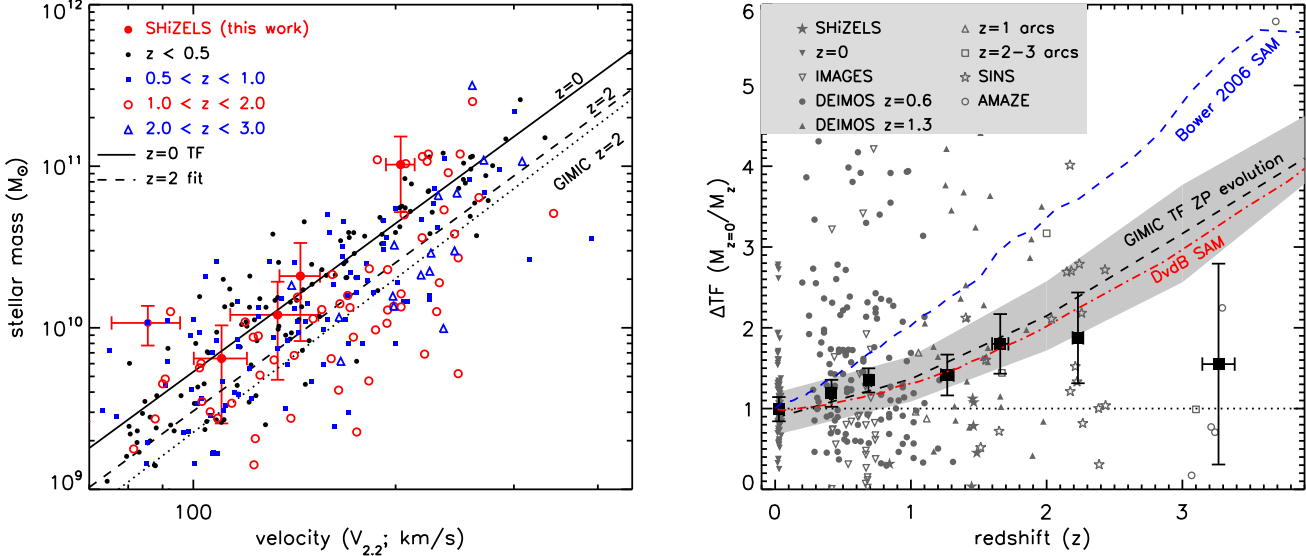 10¹²
10¹¹
10¹⁰
10⁹
stellar mass (M⊙)
SHiZELS (this work)
z < 0.5
0.5 < z < 1.0
1.0 < z < 2.0
2.0 < z < 3.0
z=0 TF
z=2 fit
z=0
z=2
GIMIC z=2
100
velocity (V₂.₂; km/s)
6
5
4
3
2
1
0
ΔTF (M_z=0/M_z)
SHiZELS
z=0
IMAGES
DEIMOS z=0.6
DEIMOS z=1.3
z=1 arcs
z=2-3 arcs
SINS
AMAZE
Bower 2006 SAM
GIMIC TF ZP evolution
DvdB SAM
0 1 2 3
redshift (z)